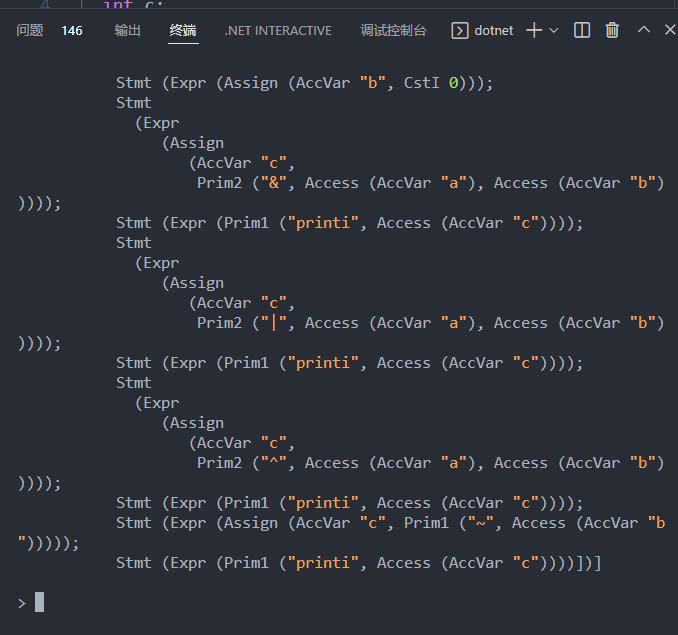 4 int c;
问题 146 输出 终端 .NET INTERACTIVE 调试控制台 dotnet
Stmt (Expr (Assign (AccVar "b", CstI 0)));
Stmt
(Expr
(Assign
(AccVar "c",
Prim2 ("&", Access (AccVar "a"), Access (AccVar "b")
))));
Stmt (Expr (Prim1 ("printi", Access (AccVar "c"))));
Stmt
(Expr
(Assign
(AccVar "c",
Prim2 ("|", Access (AccVar "a"), Access (AccVar "b")
))));
Stmt (Expr (Prim1 ("printi", Access (AccVar "c"))));
Stmt
(Expr
(Assign
(AccVar "c",
Prim2 ("^", Access (AccVar "a"), Access (AccVar "b")
))));
Stmt (Expr (Prim1 ("printi", Access (AccVar "c"))));
Stmt (Expr (Assign (AccVar "c", Prim1 ("~", Access (AccVar "b
")))));
Stmt (Expr (Prim1 ("printi", Access (AccVar "c"))))])]
>